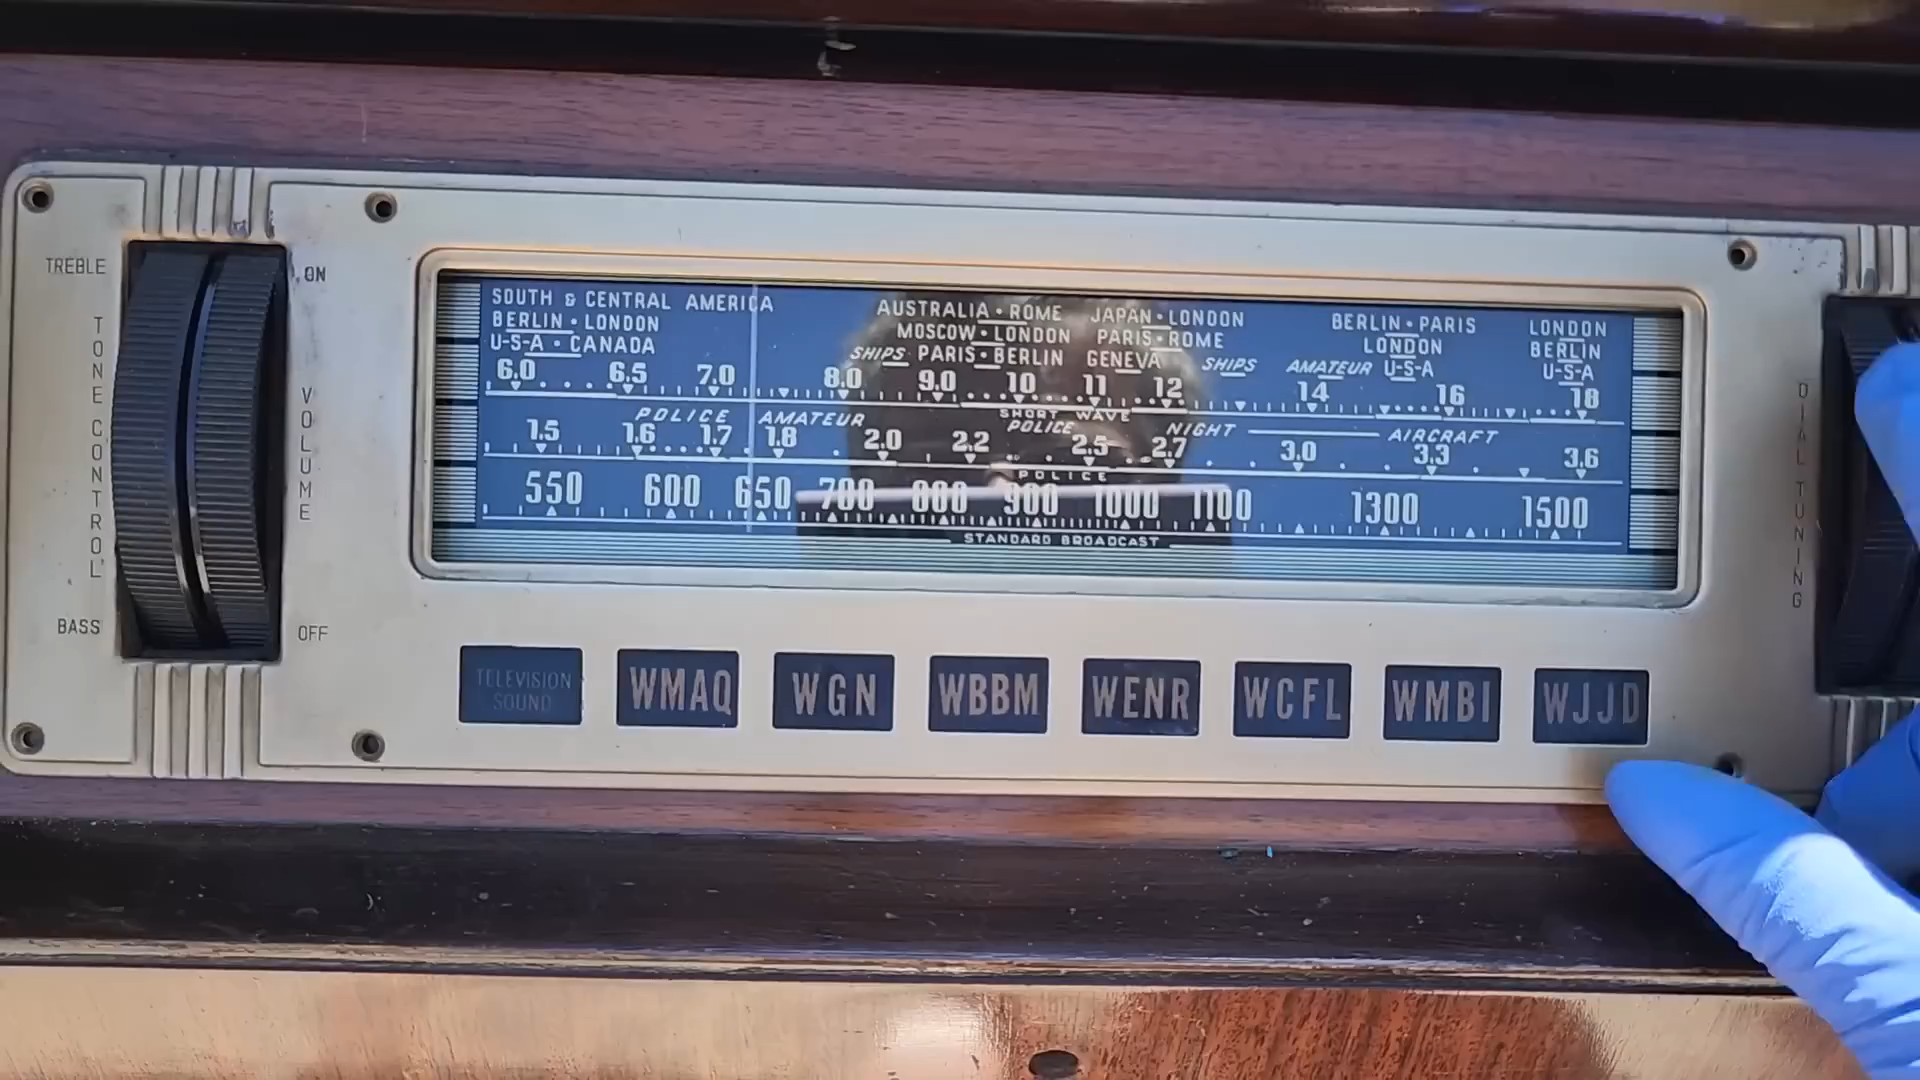 TREBLE
TONE CONTROL
BASS
ON
VOLUME
OFF
SOUTH & CENTRAL AMERICA
BERLIN • LONDON
U-S-A • CANADA
AUSTRALIA • ROME
MOSCOW • LONDON
SHIPS PARIS • BERLIN
JAPAN • LONDON
PARIS • ROME
GENEVA
SHIPS
AMATEUR
BERLIN • PARIS
LONDON
U-S-A
LONDON
BERLIN
U-S-A
6.0 6.5 7.0 8.0 9.0 10 11 12 14 16 18
SHORT WAVE
POLICE AMATEUR POLICE NIGHT AIRCRAFT
1.5 1.6 1.7 1.8 2.0 2.2 2.5 2.7 3.0 3.3 3.6
POLICE
550 600 650 700 800 900 1000 1100 1300 1500
STANDARD BROADCAST
DIAL TUNING
TELEVISION
SOUND
WMAQ
WGN
WBBM
WENR
WCFL
WMBI
WJJD